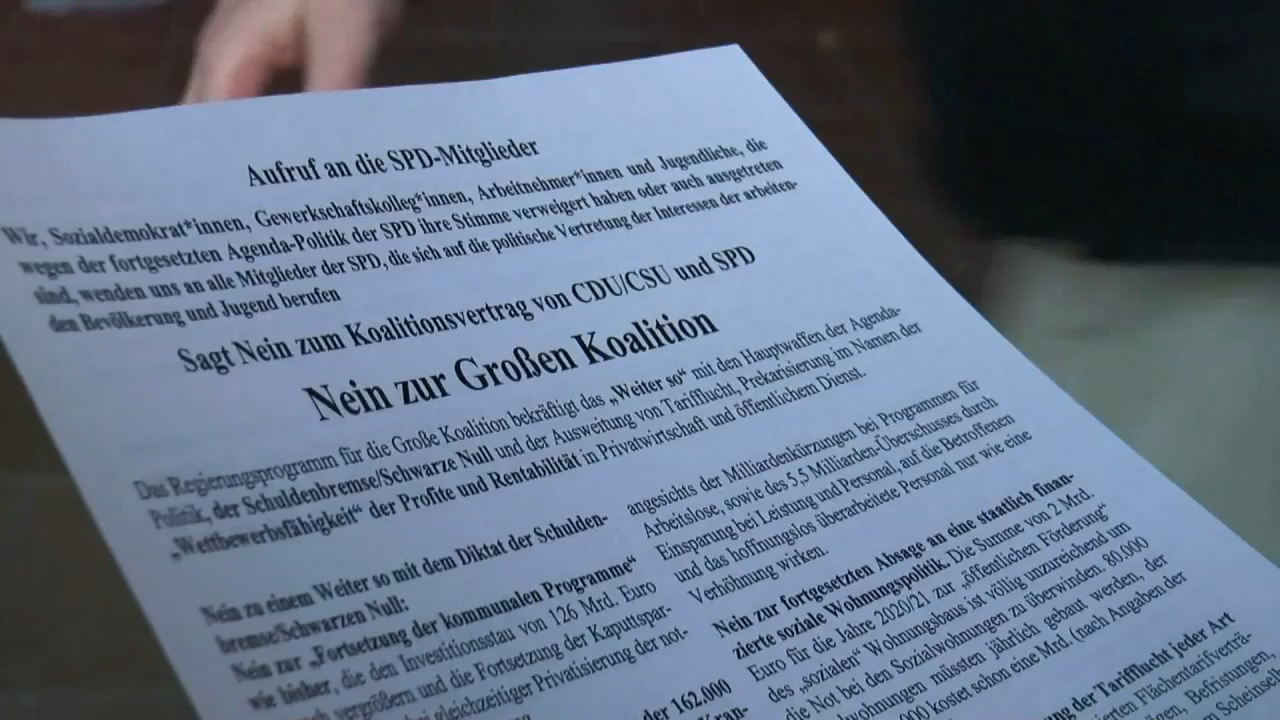 Aufruf an die SPD-Mitglieder
Wir, Sozialdemokrat*innen, Gewerkschaftskolleg*innen, Arbeitnehmer*innen und Jugendliche, die
wegen der fortgesetzten Agenda-Politik der SPD ihre Stimme verweigert haben oder auch ausgetreten
sind, wenden uns an alle Mitglieder der SPD, die sich auf die politische Vertretung der Interessen der arbeiten-
den Bevölkerung und Jugend berufen
Sagt Nein zum Koalitionsvertrag von CDU/CSU und SPD
Nein zur Großen Koalition
Das Regierungsprogramm für die Große Koalition bekräftigt das „Weiter so“ mit den Hauptwaffen der Agenda-
Politik, der Schuldenbremse/Schwarze Null und der Ausweitung von Tarifflucht, Prekarisierung im Namen der
„Wettbewerbsfähigkeit“ der Profite und Rentabilität in Privatwirtschaft und öffentlichem Dienst.
Nein zu einem Weiter so mit dem Diktat der Schulden-
bremse/Schwarzen Null:
Nein zur „Fortsetzung der kommunalen Programme“
wie bisher, die den Investitionsstau von 126 Mrd. Euro
vergrößern und die Fortsetzung der Kaputtspar-
gleichzeitiger Privatisierung der not-
der 162.000
Kran-
angesichts der Milliardenkürzungen bei Programmen für
Arbeitslose, sowie des 5,5 Milliarden-Überschusses durch
Einsparung bei Leistung und Personal, auf die Betroffenen
und das hoffnungslos überarbeitete Personal nur wie eine
Verhöhnung wirken.
Nein zur fortgesetzten Absage an eine staatlich finan-
zierte soziale Wohnungspolitik. Die Summe von 2 Mrd.
Euro für die Jahre 2020/21 zur „öffentlichen Förderung“
des „sozialen“ Wohnungsbaus ist völlig unzureichend um
die Not bei den Sozialwohnungen zu überwinden. 80.000
wohnungen müssten jährlich gebaut werden, der
000 kostet schon eine Mrd. (nach Angaben der
ng der Tarifflucht jeder Art
erten Flächentarifverträ-
Befristungen,
Scheinselb